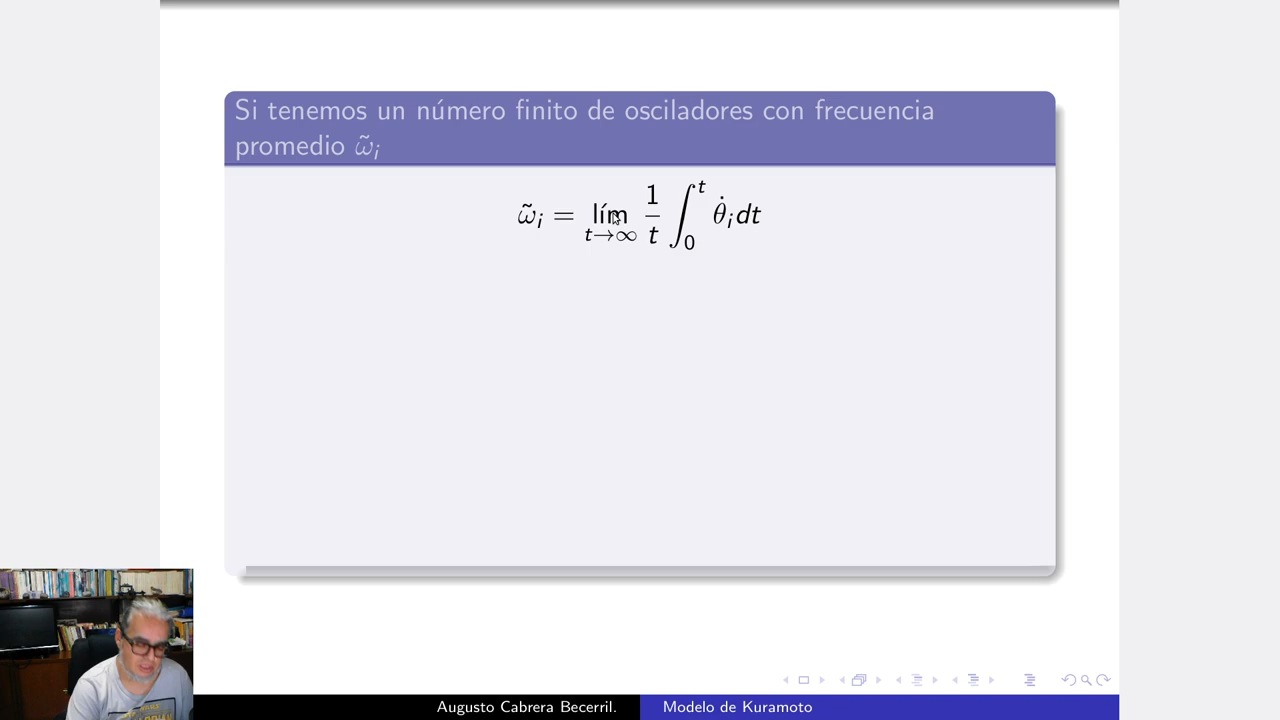 Si tenemos un número finito de osciladores con frecuencia
promedio ω̃ᵢ
ω̃ᵢ = lím_{t→∞} 1/t ∫₀ᵗ θ̇ᵢdt
Augusto Cabrera Becerril. Modelo de Kuramoto